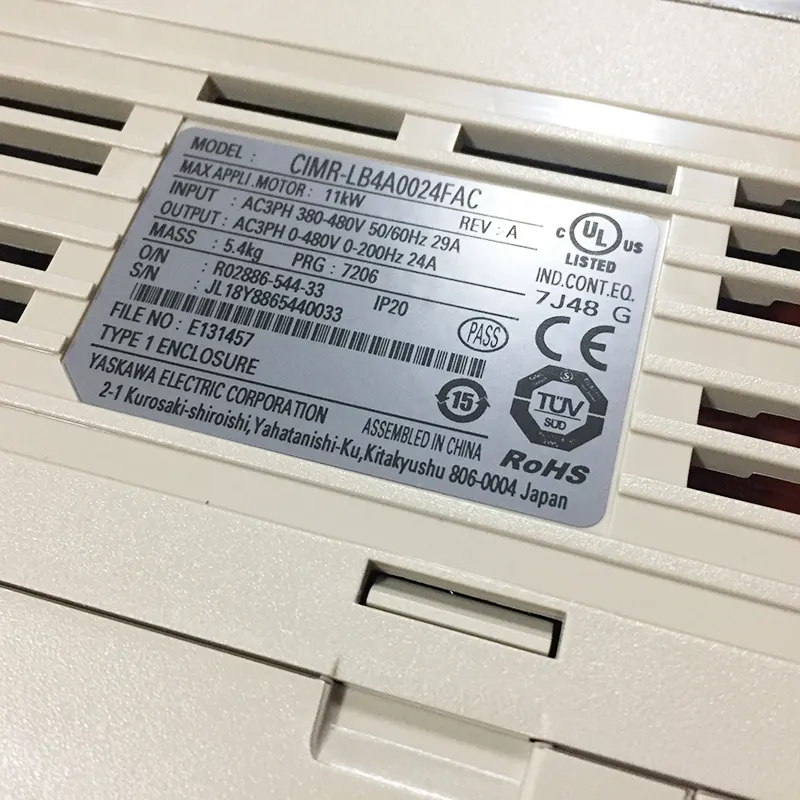 MODEL : CIMR-LB4A0024FAC
MAX.APPLI.MOTOR : 11kW REV : A
INPUT : AC3PH 380-480V 50/60Hz 29A
OUTPUT : AC3PH 0-480V 0-200Hz 24A
MASS : 5.4kg PRG : 7206
O/N : R02886-544-33 IP20
S/N : JL18Y8865440033
FILE NO : E131457
PASS
TYPE 1 ENCLOSURE
15
YASKAWA ELECTRIC CORPORATION ASSEMBLED IN CHINA
2-1 Kurosaki-shiroishi,Yahatanishi-Ku,Kitakyushu 806-0004 Japan
C UL US
LISTED
IND.CONT.EQ.
7J48 G
CE
TÜV
SÜD
RoHS